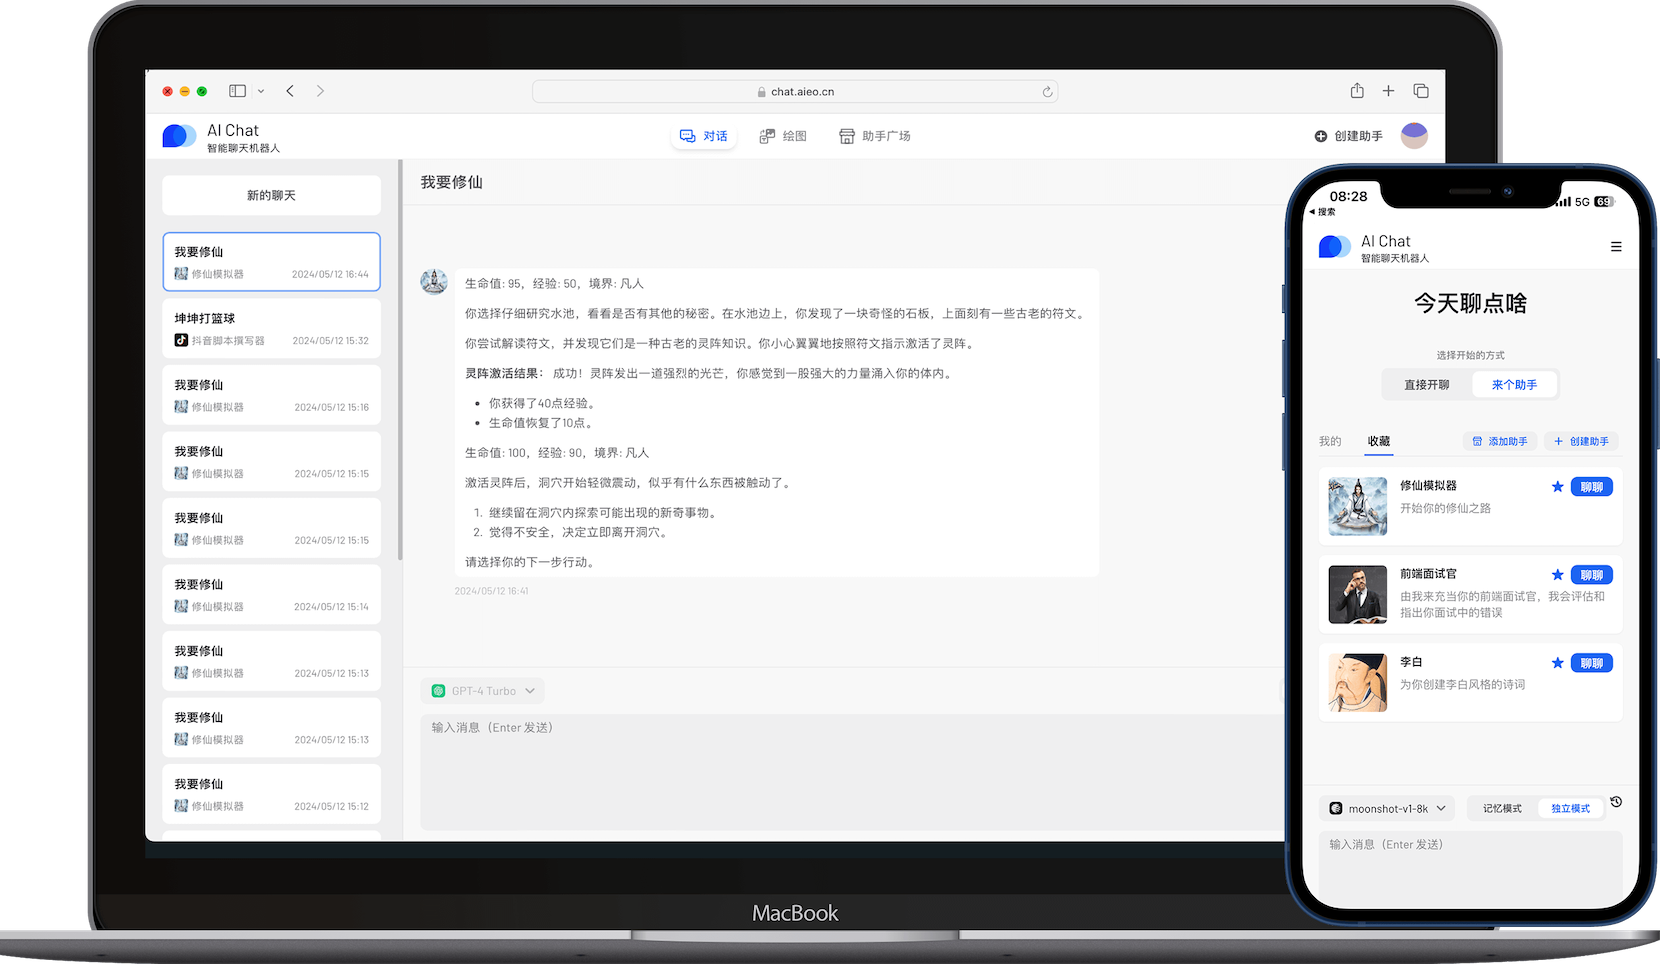 chat.aieo.cn
AI Chat
智能聊天机器人
对话
绘图
助手广场
创建助手
新的聊天
我要修仙
修仙模拟器 2024/05/12 16:44
坤坤打篮球
抖音脚本撰写器 2024/05/12 15:32
我要修仙
修仙模拟器 2024/05/12 15:16
我要修仙
修仙模拟器 2024/05/12 15:15
我要修仙
修仙模拟器 2024/05/12 15:15
我要修仙
修仙模拟器 2024/05/12 15:14
我要修仙
修仙模拟器 2024/05/12 15:13
我要修仙
修仙模拟器 2024/05/12 15:13
我要修仙
修仙模拟器 2024/05/12 15:12
我要修仙
生命值: 95，经验: 50，境界: 凡人
你选择仔细研究水池，看看是否有其他的秘密。在水池边上，你发现了一块奇怪的石板，上面刻有一些古老的符文。
你尝试解读符文，并发现它们是一种古老的灵阵知识。你小心翼翼地按照符文指示激活了灵阵。
灵阵激活结果： 成功！灵阵发出一道强烈的光芒，你感觉到一股强大的力量涌入你的体内。
• 你获得了40点经验。
• 生命值恢复了10点。
生命值: 100，经验: 90，境界: 凡人
激活灵阵后，洞穴开始轻微震动，似乎有什么东西被触动了。
1. 继续留在洞穴内探索可能出现的新奇事物。
2. 觉得不安全，决定立即离开洞穴。
请选择你的下一步行动。
2024/05/12 16:41
GPT-4 Turbo
输入消息（Enter 发送）
MacBook
08:28
5G 69
搜索
AI Chat
智能聊天机器人
今天聊点啥
选择开始的方式
直接开聊 来个助手
我的 收藏 添加助手 + 创建助手
修仙模拟器 聊聊
开始你的修仙之路
前端面试官 聊聊
由我来充当你的前端面试官，我会评估和
指出你面试中的错误
李白 聊聊
为你创建李白风格的诗词
moonshot-v1-8k 记忆模式 独立模式
输入消息（Enter 发送）